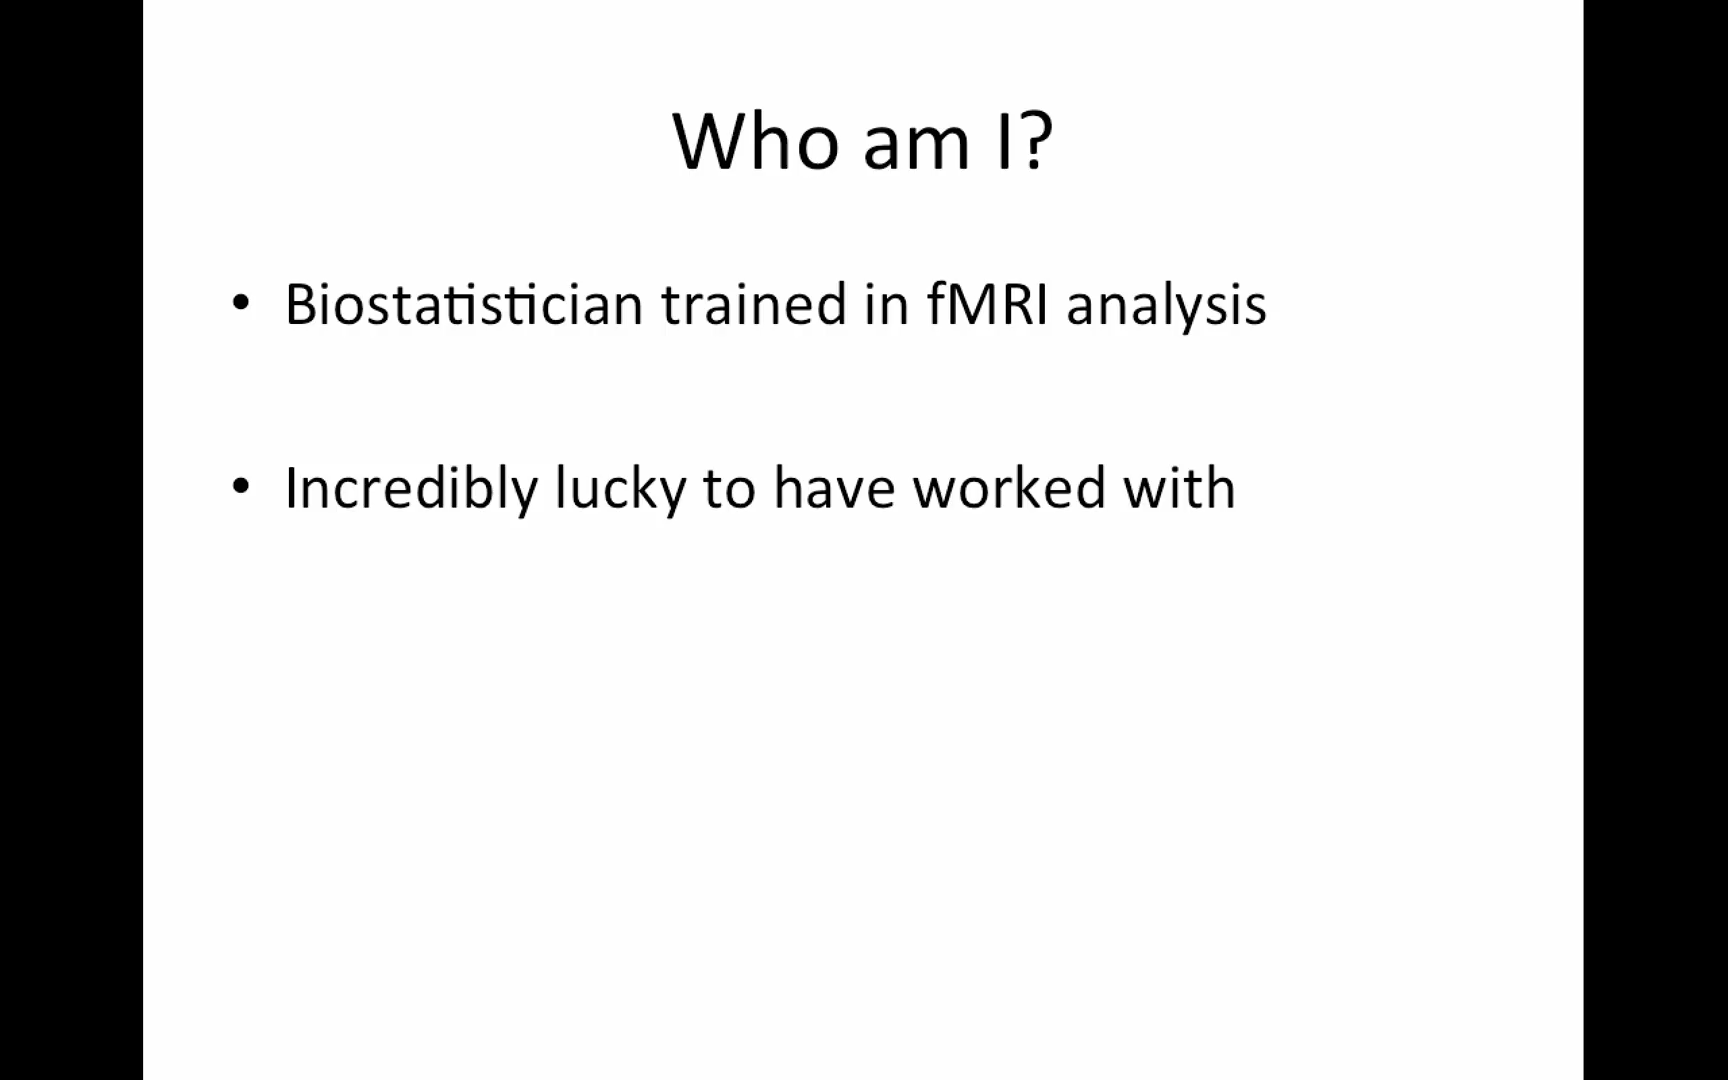 Who am I?
• Biostatistician trained in fMRI analysis
• Incredibly lucky to have worked with